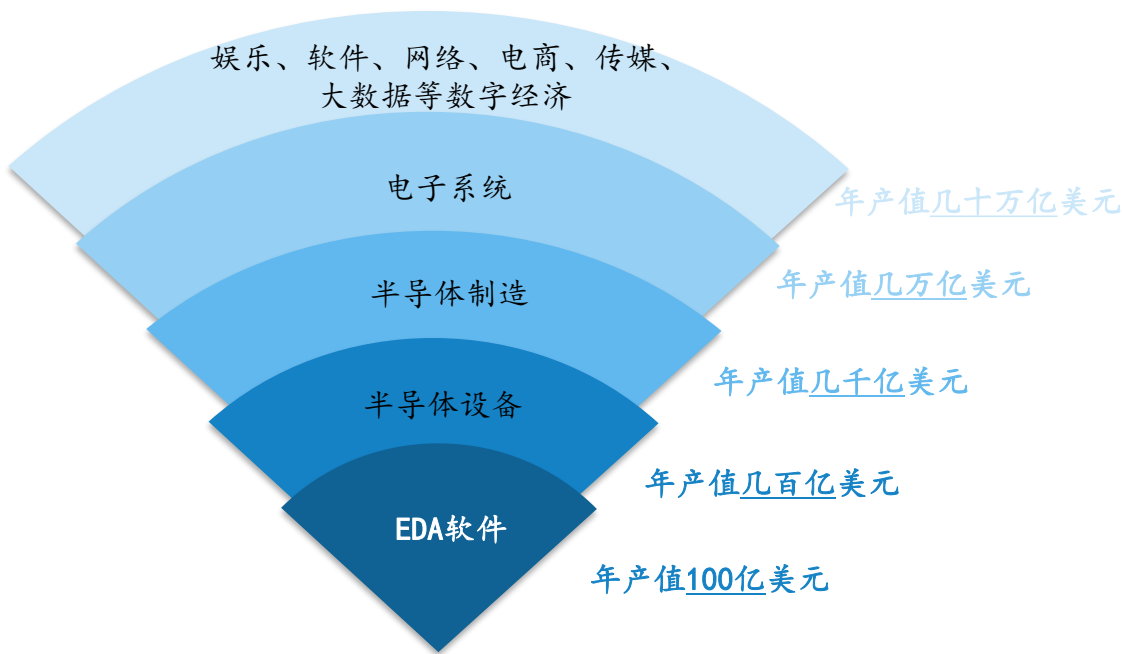 娱乐、软件、网络、电商、传媒、
大数据等数字经济
年产值几十万亿美元
电子系统
年产值几万亿美元
半导体制造
年产值几千亿美元
半导体设备
年产值几百亿美元
EDA软件
年产值100亿美元